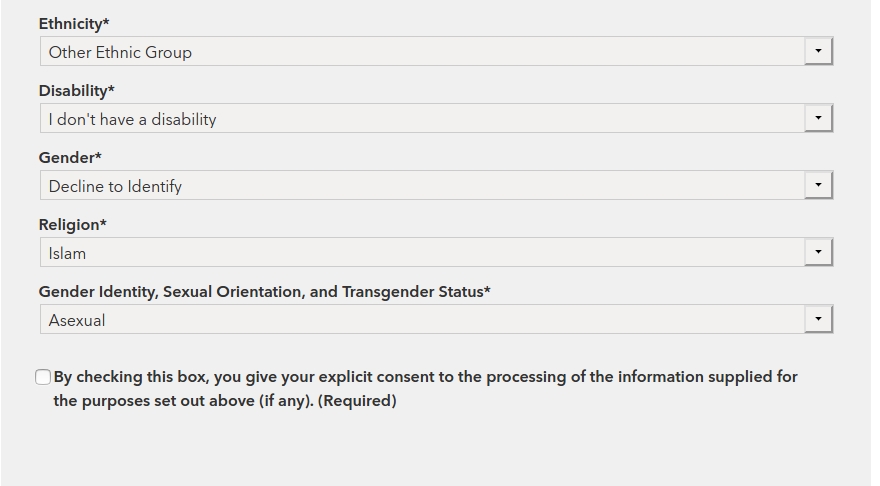 Ethnicity*
Other Ethnic Group
Disability*
I don't have a disability
Gender*
Decline to Identify
Religion*
Islam
Gender Identity, Sexual Orientation, and Transgender Status*
Asexual
By checking this box, you give your explicit consent to the processing of the information supplied for
the purposes set out above (if any). (Required)